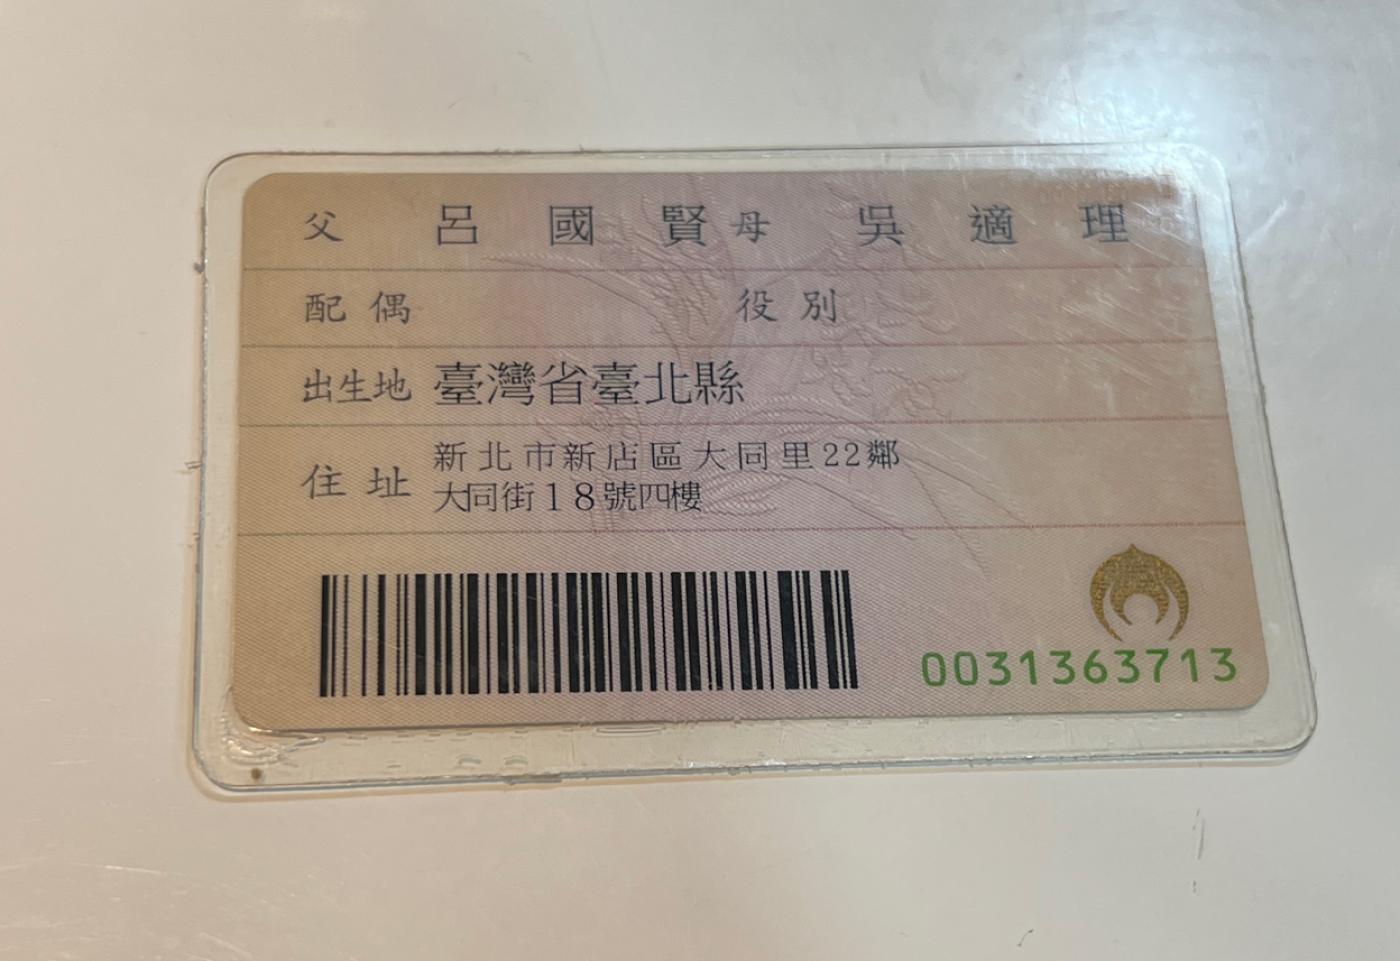 父 呂國賢 母 吳適理
配偶 役別
出生地 臺灣省臺北縣
住址 新北市新店區大同里22鄰
大同街18號四樓
0031363713